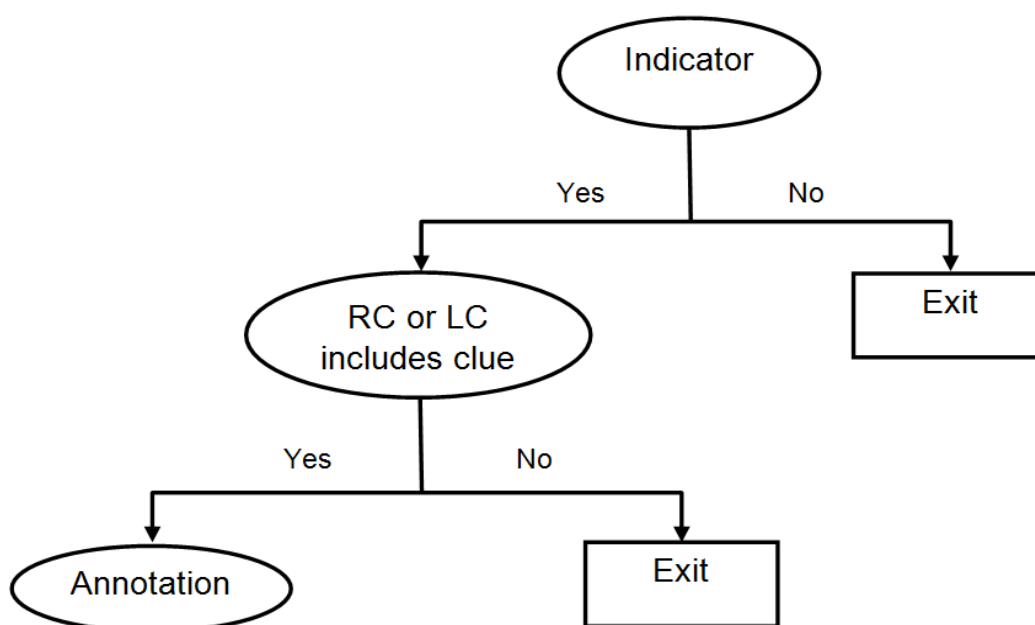 Indicator
Yes
No
RC or LC
includes clue
Exit
Yes
No
Annotation
Exit